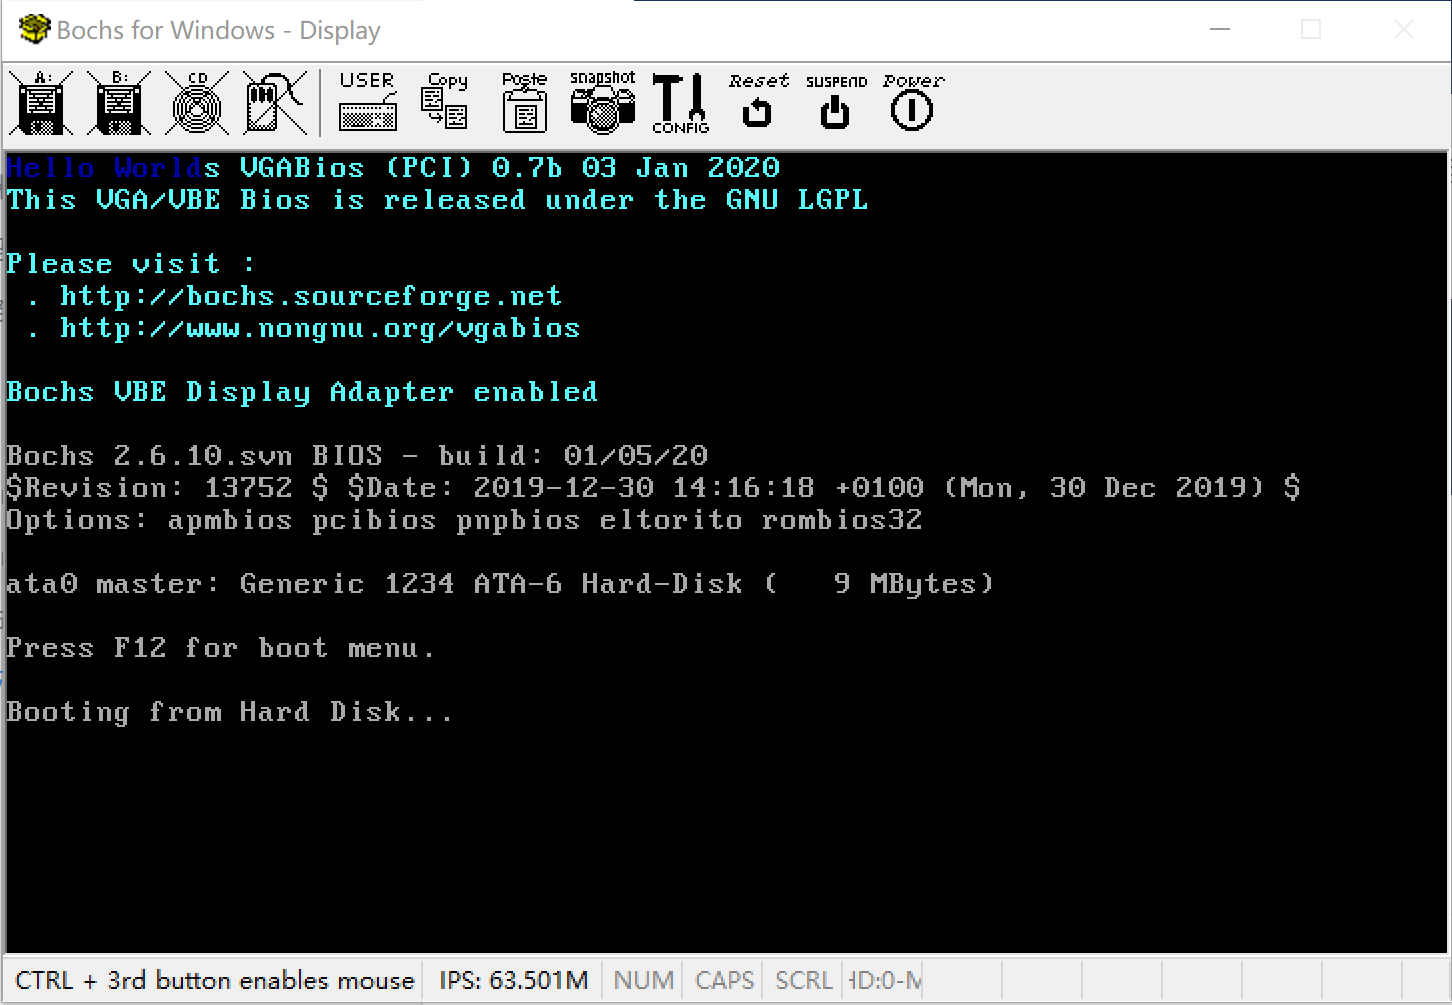 Bochs for Windows - Display
A: B: CD USER Copy Paste snapshot CONFIG Reset SUSPEND Power
Hello Worlds VGABios (PCI) 0.7b 03 Jan 2020
This VGA/VBE Bios is released under the GNU LGPL
Please visit :
. http://bochs.sourceforge.net
. http://www.nongnu.org/vgabios
Bochs VBE Display Adapter enabled
Bochs 2.6.10.svn BIOS - build: 01/05/20
$Revision: 13752 $ $Date: 2019-12-30 14:16:18 +0100 (Mon, 30 Dec 2019) $
Options: apmbios pcibios pnpbios eltorito rombios32
ata0 master: Generic 1234 ATA-6 Hard-Disk (   9 MBytes)
Press F12 for boot menu.
Booting from Hard Disk...
CTRL + 3rd button enables mouse IPS: 63.501M NUM CAPS SCRL HD:0-M